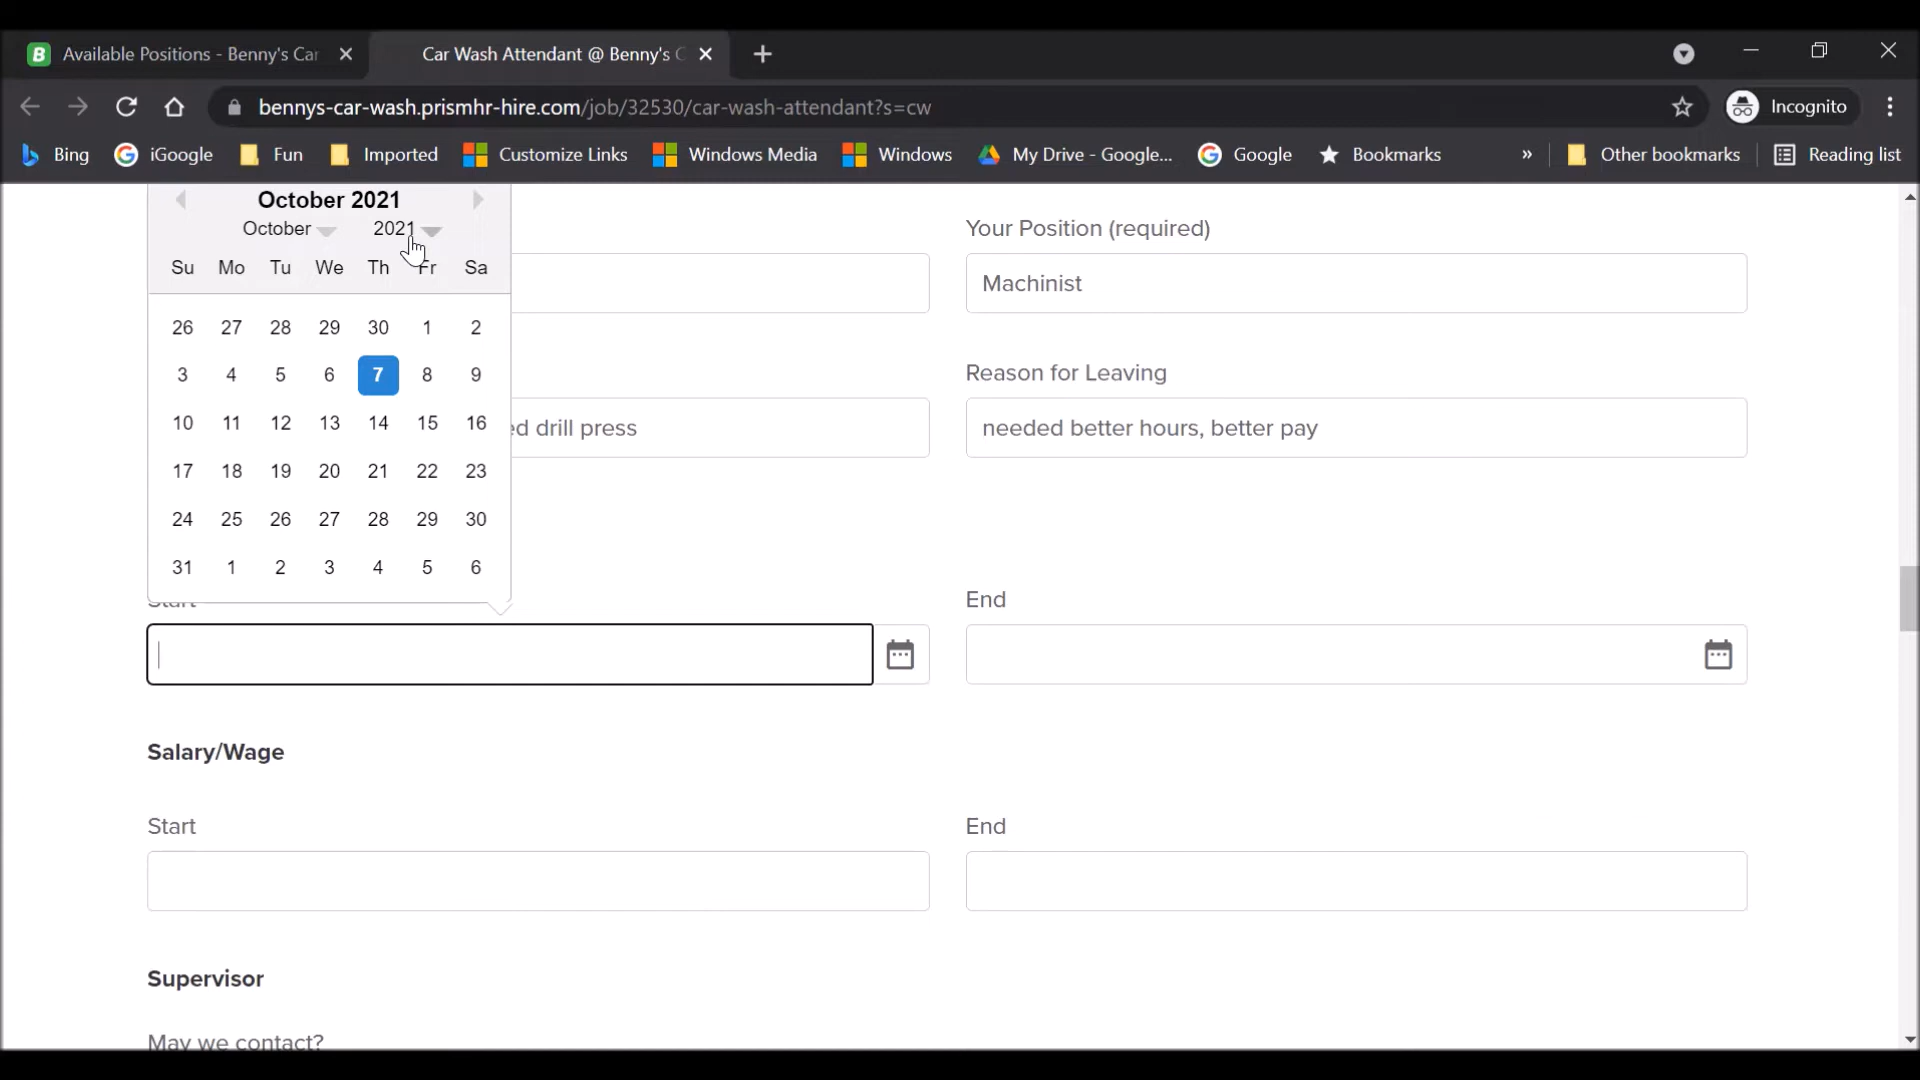 Available Positions - Benny's Car
Car Wash Attendant @ Benny's C
bennys-car-wash.prismhr-hire.com/job/32530/car-wash-attendant?s=cw
Incognito
Bing
iGoogle
Fun
Imported
Customize Links
Windows Media
Windows
My Drive - Google...
Google
Bookmarks
»
Other bookmarks
Reading list
October 2021
October 2021
Su Mo Tu We Th Fr Sa
26 27 28 29 30 1 2
3 4 5 6 7 8 9
10 11 12 13 14 15 16
17 18 19 20 21 22 23
24 25 26 27 28 29 30
31 1 2 3 4 5 6
Your Position (required)
Machinist
Reason for Leaving
ed drill press
needed better hours, better pay
Start
End
Salary/Wage
Start
End
Supervisor
May we contact?